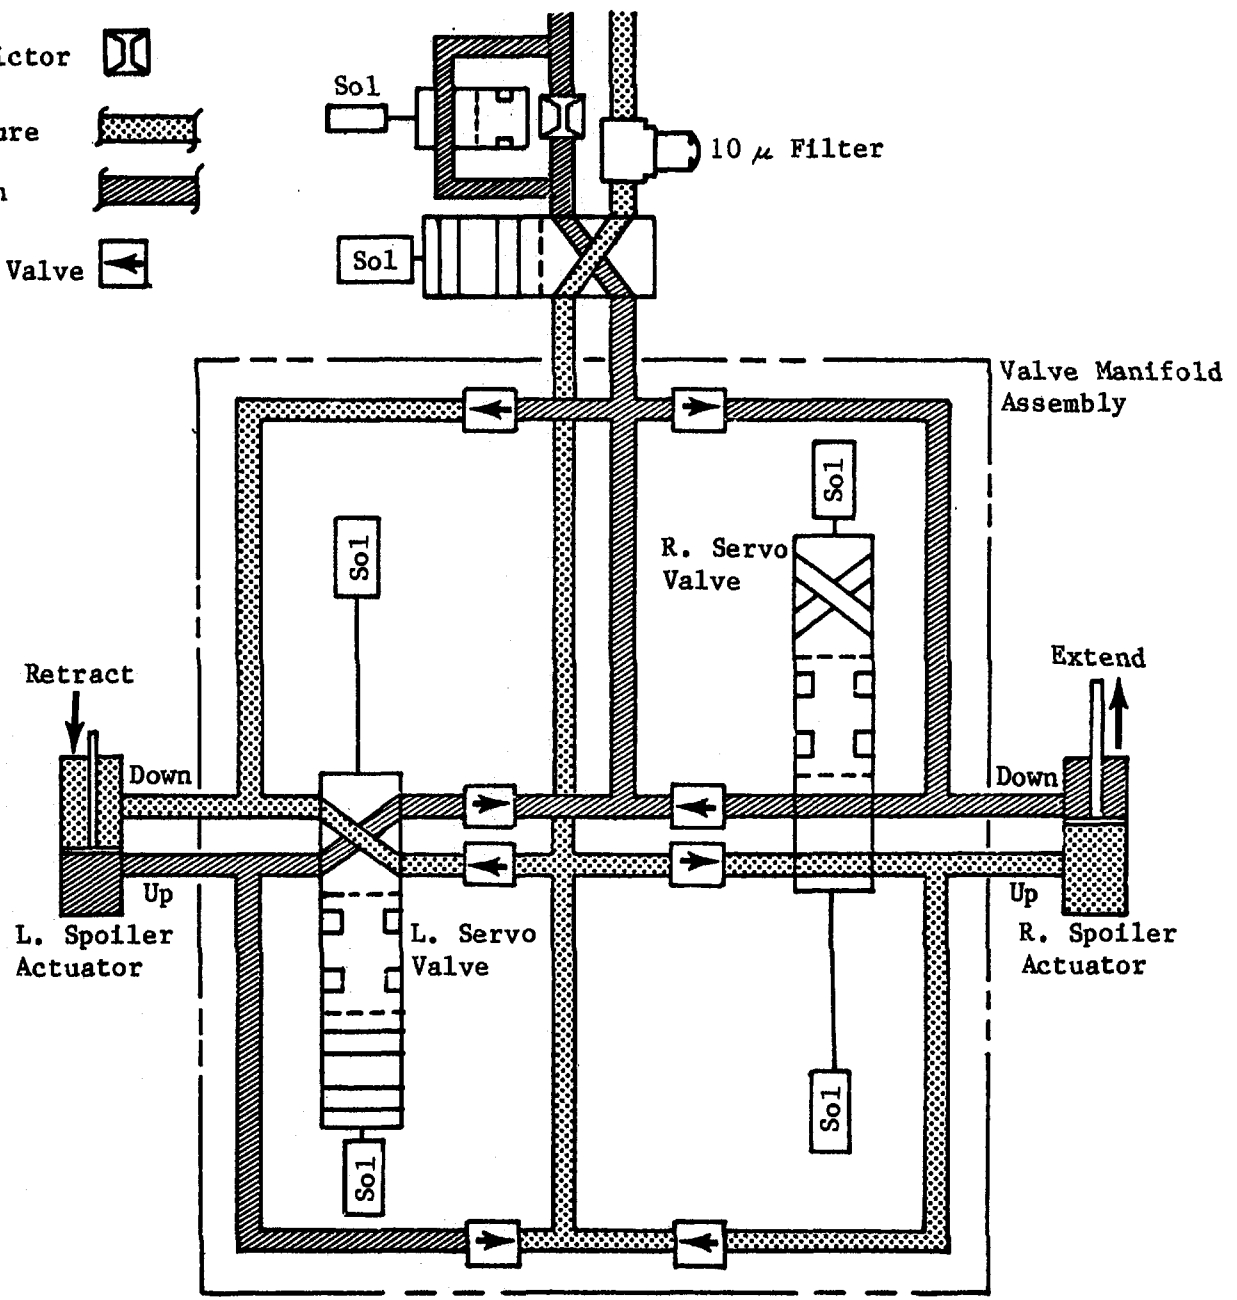 ictor
ure
n
Valve
Sol
10 μ Filter
Sol
Valve Manifold
Assembly
Sol
R. Servo
Valve
Sol
Retract
Extend
Down
Down
Up
Up
L. Spoiler
Actuator
L. Servo
Valve
R. Spoiler
Actuator
Sol
Sol